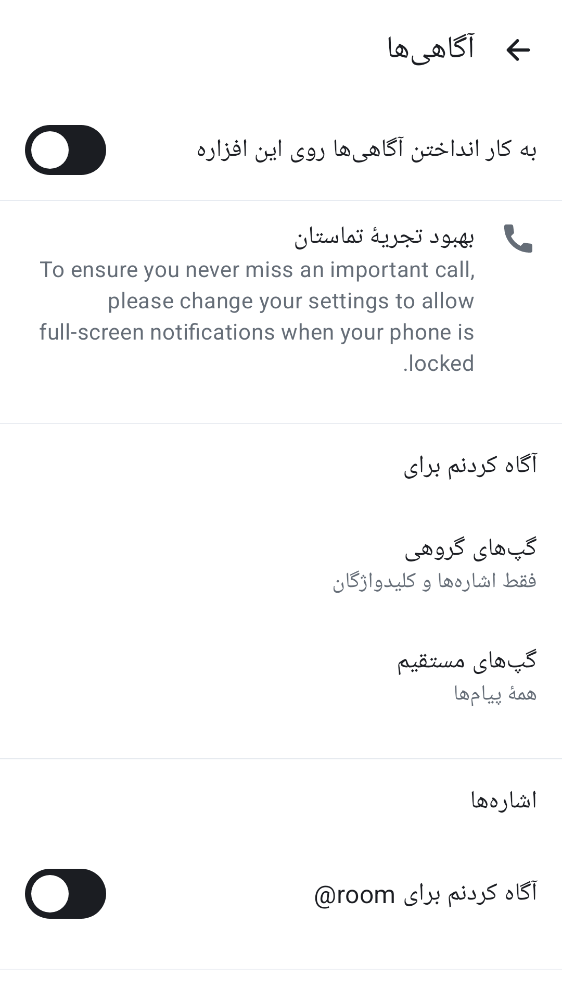 آگاهی‌ها
به کار انداختن آگاهی‌ها روی این افزاره
بهبود تجربهٔ تماستان
To ensure you never miss an important call,
please change your settings to allow
full-screen notifications when your phone is
locked.
آگاه کردنم برای
گپ‌های گروهی
فقط اشاره‌ها و کلیدواژگان
گپ‌های مستقیم
همهٔ پیام‌ها
اشاره‌ها
آگاه کردنم برای @room